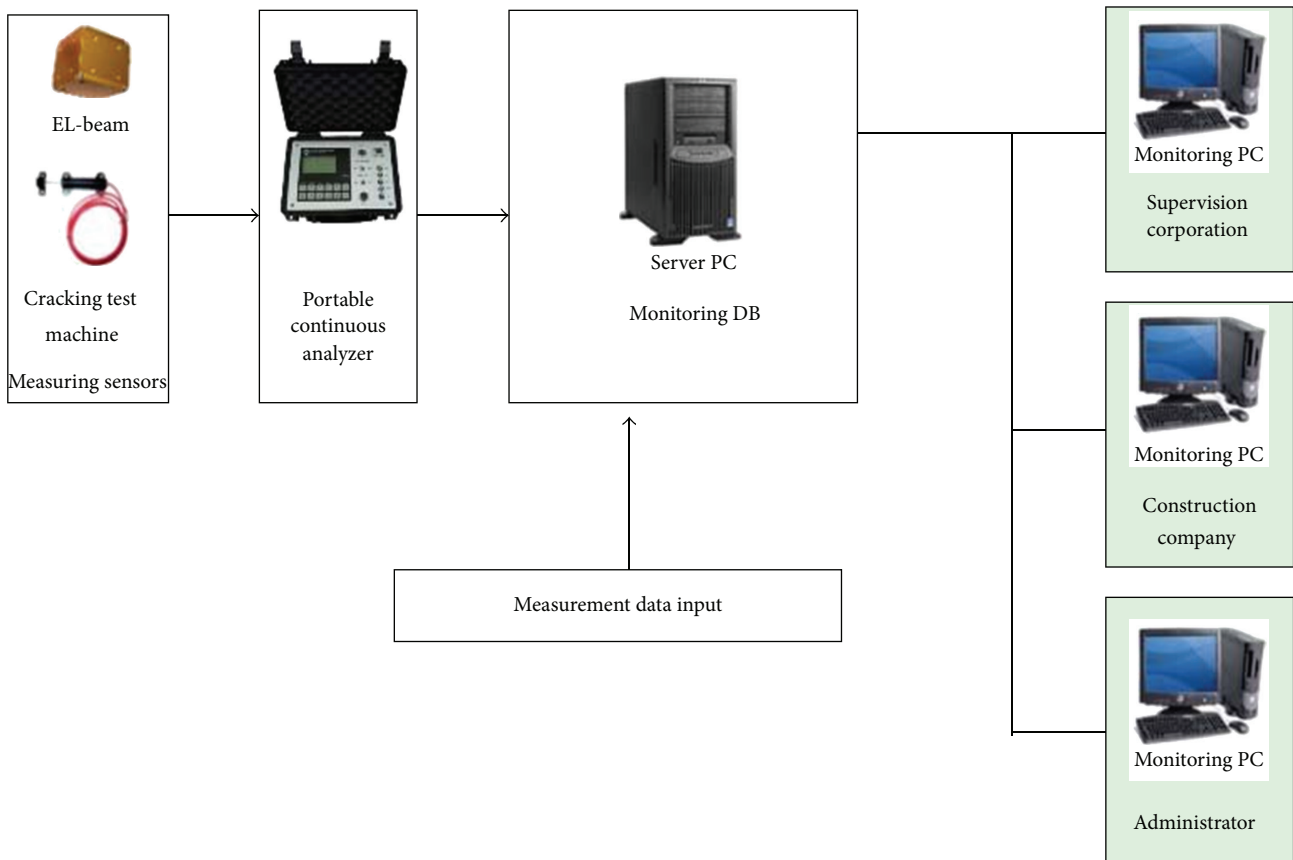 EL-beam
Cracking test
machine
Measuring sensors
Portable
continuous
analyzer
Server PC
Monitoring DB
Measurement data input
Monitoring PC
Supervision
corporation
Monitoring PC
Construction
company
Monitoring PC
Administrator